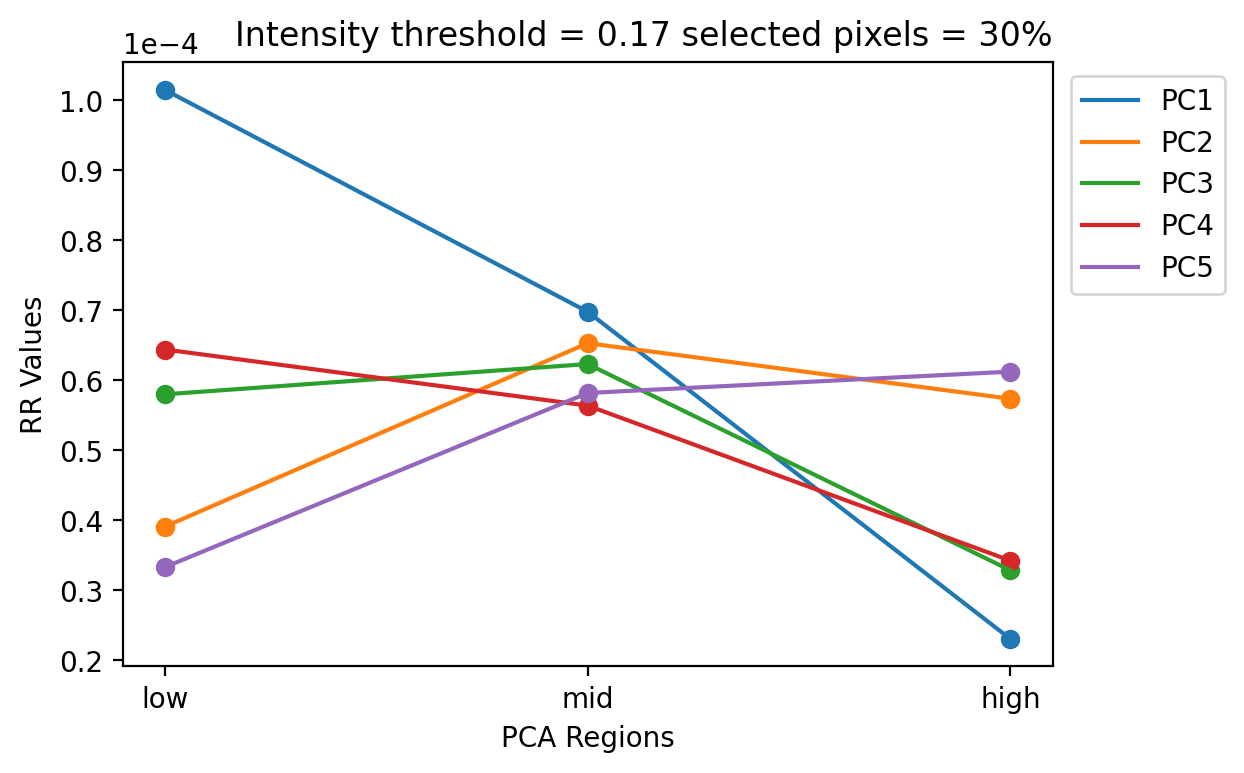 Intensity threshold = 0.17 selected pixels = 30%
1e−4
1.0
0.9
0.8
0.7
0.6
0.5
0.4
0.3
0.2
RR Values
low
mid
high
PCA Regions
PC1
PC2
PC3
PC4
PC5